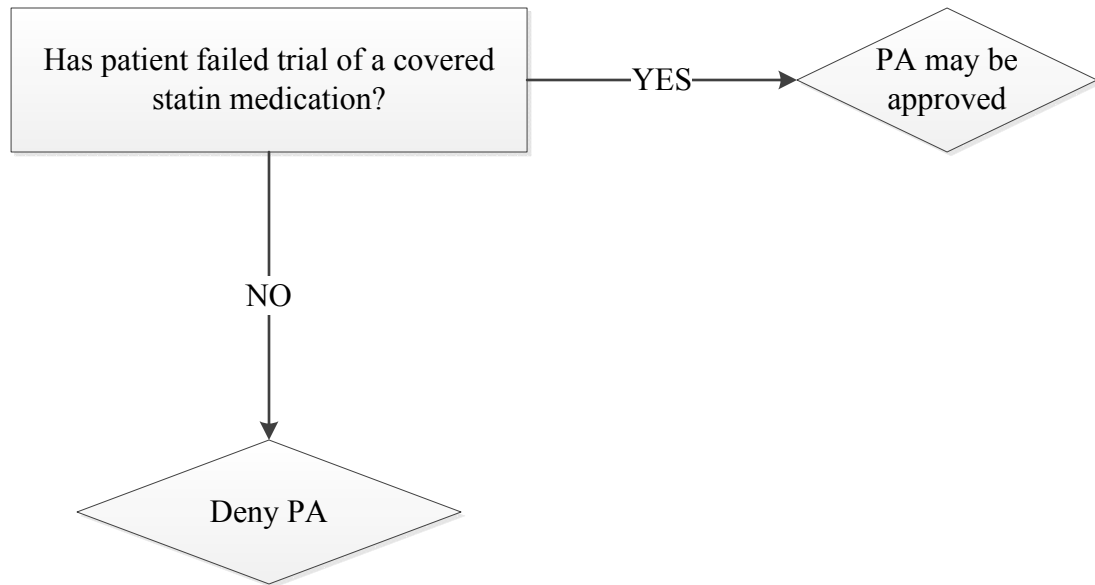 Has patient failed trial of a covered
statin medication?
YES
PA may be
approved
NO
Deny PA